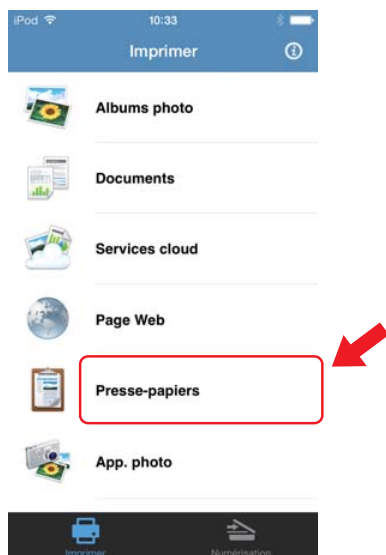 iPod 10:33
Imprimer
Albums photo
Documents
Services cloud
Page Web
Presse-papiers
App. photo
Imprimer Numérisation